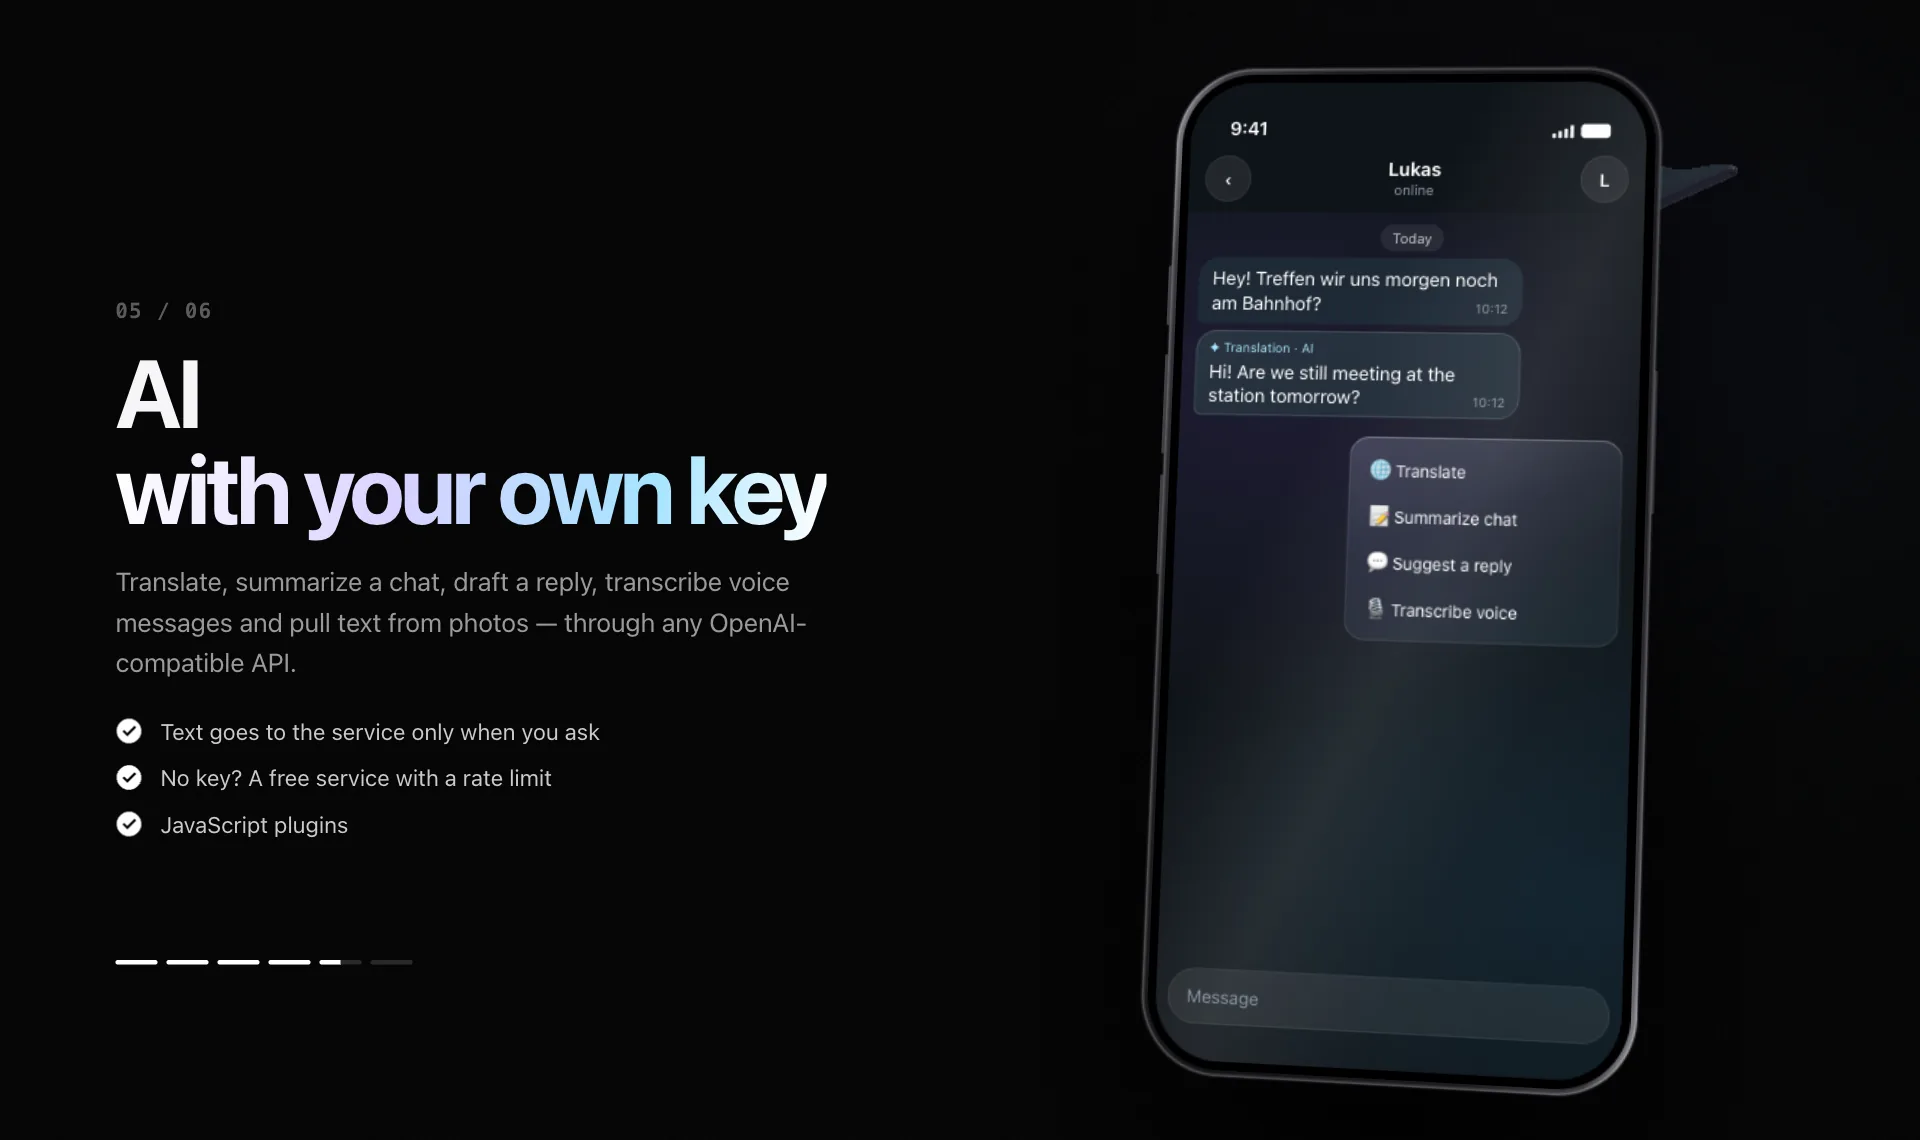 05 / 06
AI
with your own key
Translate, summarize a chat, draft a reply, transcribe voice
messages and pull text from photos — through any OpenAI-
compatible API.
Text goes to the service only when you ask
No key? A free service with a rate limit
JavaScript plugins
9:41
Lukas
online
L
Today
Hey! Treffen wir uns morgen noch
am Bahnhof?
10:12
✦ Translation · AI
Hi! Are we still meeting at the
station tomorrow?
10:12
🌐 Translate
📝 Summarize chat
💬 Suggest a reply
🎙 Transcribe voice
Message